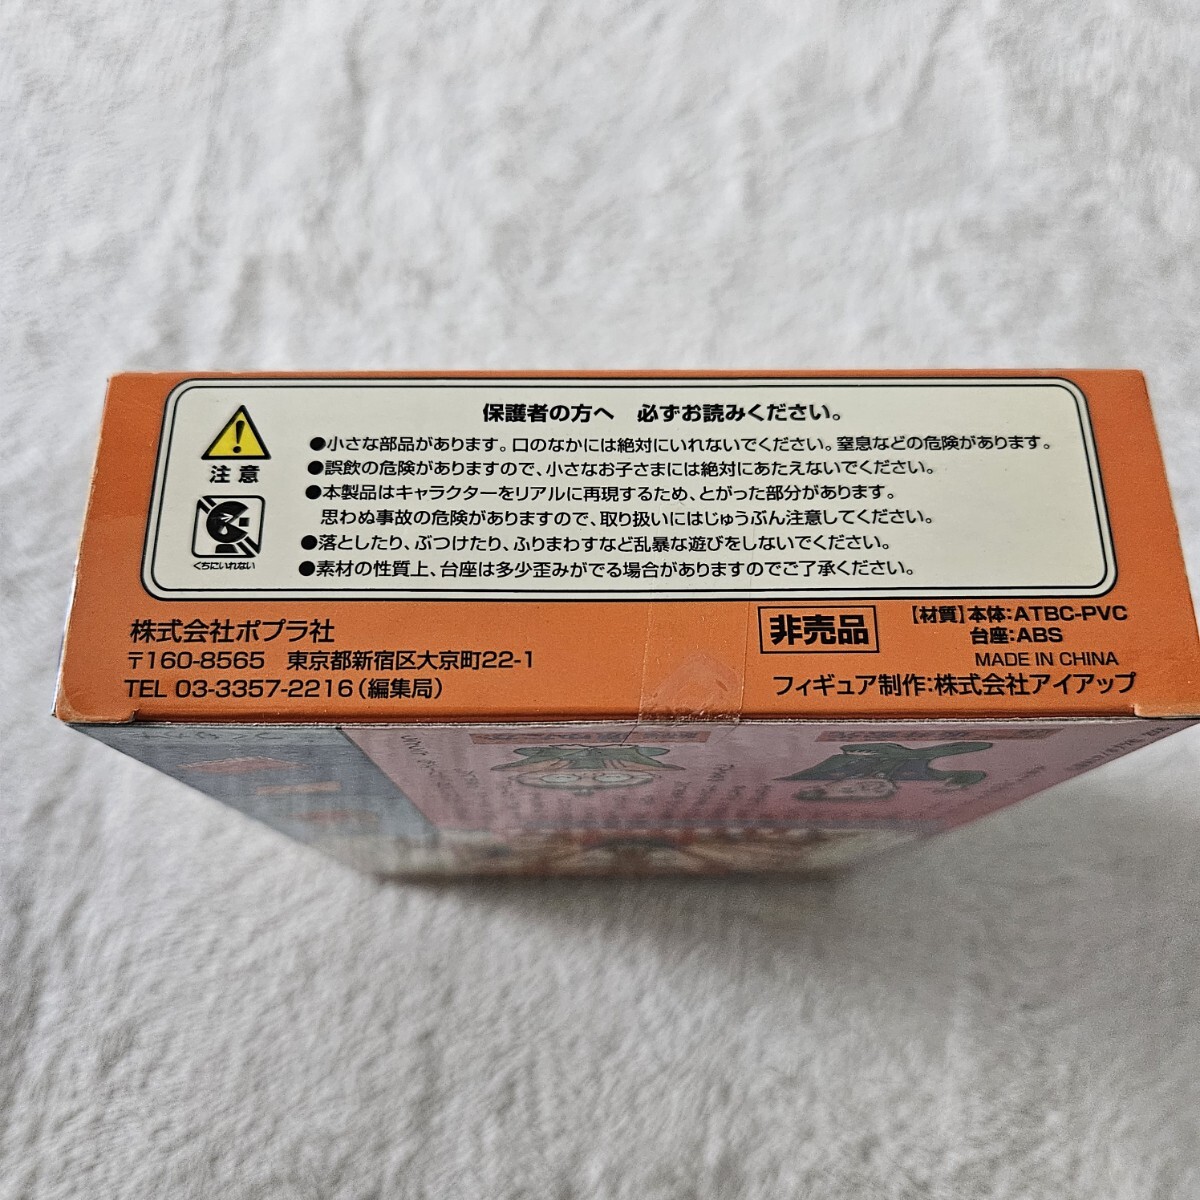 保護者の方へ　必ずお読みください。
注意
くちにいれない
●小さな部品があります。口のなかには絶対にいれないでください。窒息などの危険があります。
●誤飲の危険がありますので、小さなお子さまには絶対にあたえないでください。
●本製品はキャラクターをリアルに再現するため、とがった部分があります。
思わぬ事故の危険がありますので、取り扱いにはじゅうぶん注意してください。
●落としたり、ぶつけたり、ふりまわすなど乱暴な遊びをしないでください。
●素材の性質上、台座は多少歪みがでる場合がありますのでご了承ください。
株式会社ポプラ社
〒160-8565　東京都新宿区大京町22-1
TEL 03-3357-2216（編集局）
非売品
【材質】本体：ATBC-PVC
台座：ABS
MADE IN CHINA
フィギュア制作：株式会社アイアップ